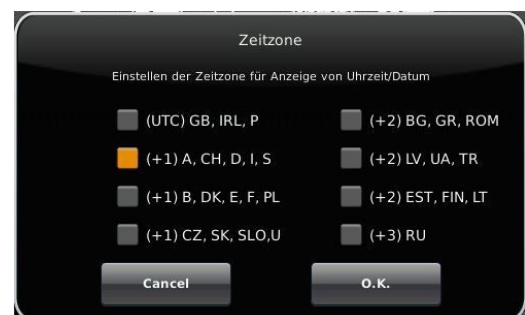 Zeitzone
Einstellen der Zeitzone für Anzeige von Uhrzeit/Datum
(UTC) GB, IRL, P
(+2) BG, GR, ROM
(+1) A, CH, D, I, S
(+2) LV, UA, TR
(+1) B, DK, E, F, PL
(+2) EST, FIN, LT
(+1) CZ, SK, SLO,U
(+3) RU
Cancel
O.K.